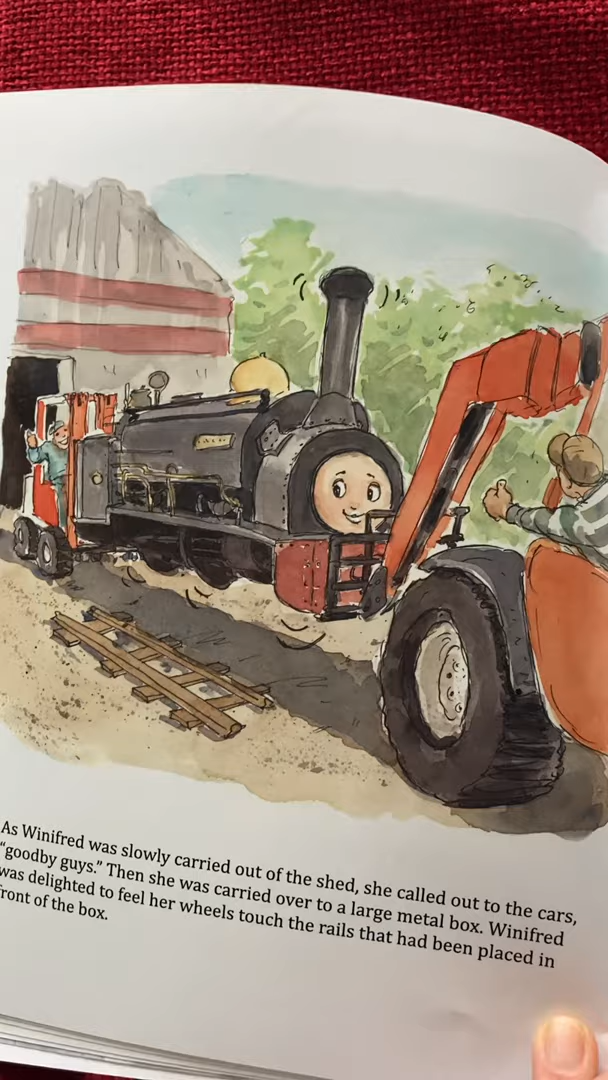 As Winifred was slowly carried out of the shed, she called out to the cars,
“goodby guys.” Then she was carried over to a large metal box. Winifred
was delighted to feel her wheels touch the rails that had been placed in
front of the box.